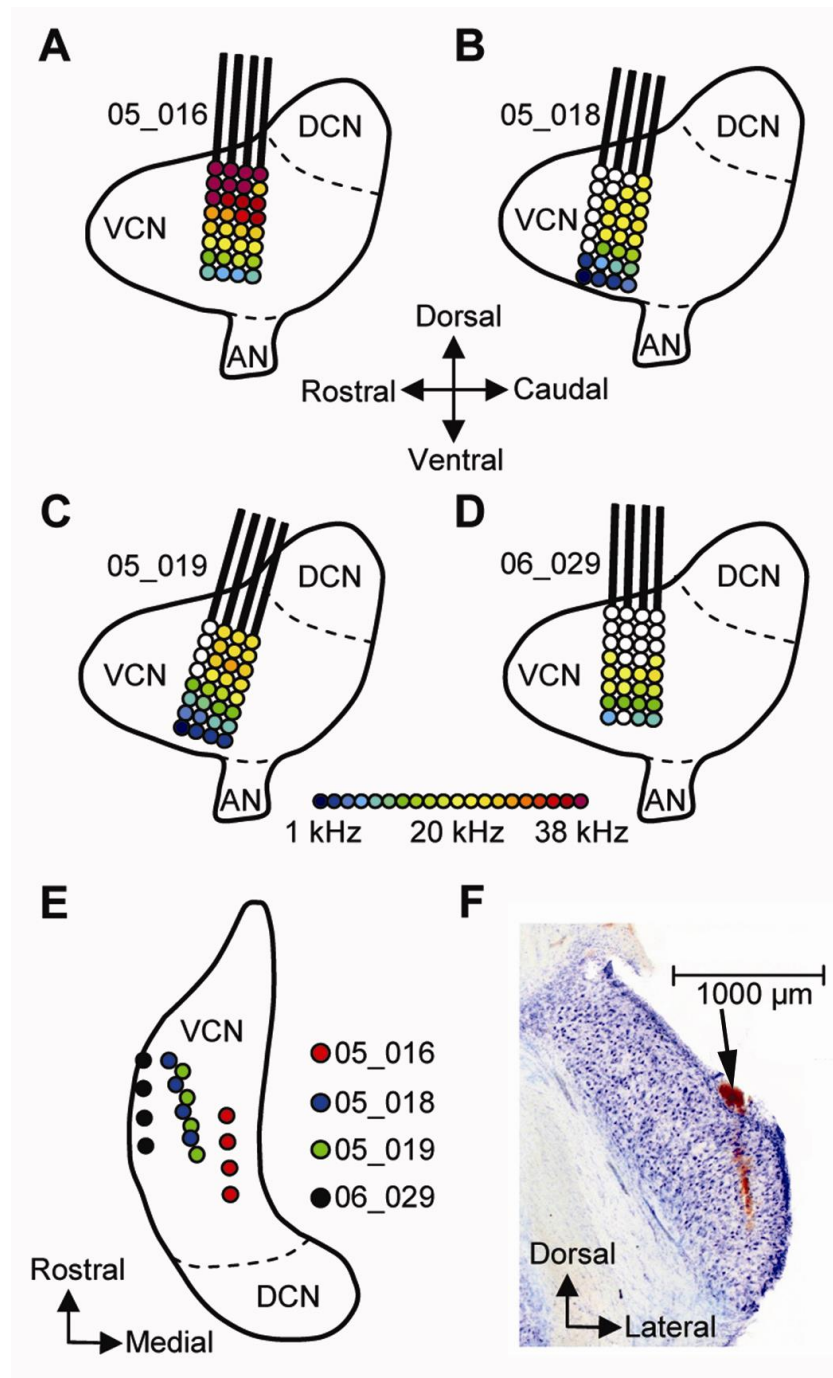 A
B
05_016
DCN
05_018
DCN
VCN
VCN
AN
AN
Dorsal
Rostral
Caudal
Ventral
C
D
05_019
DCN
06_029
DCN
VCN
VCN
AN
AN
1 kHz 20 kHz 38 kHz
E
F
VCN
1000 µm
05_016
05_018
05_019
06_029
DCN
Rostral
Medial
Dorsal
Lateral